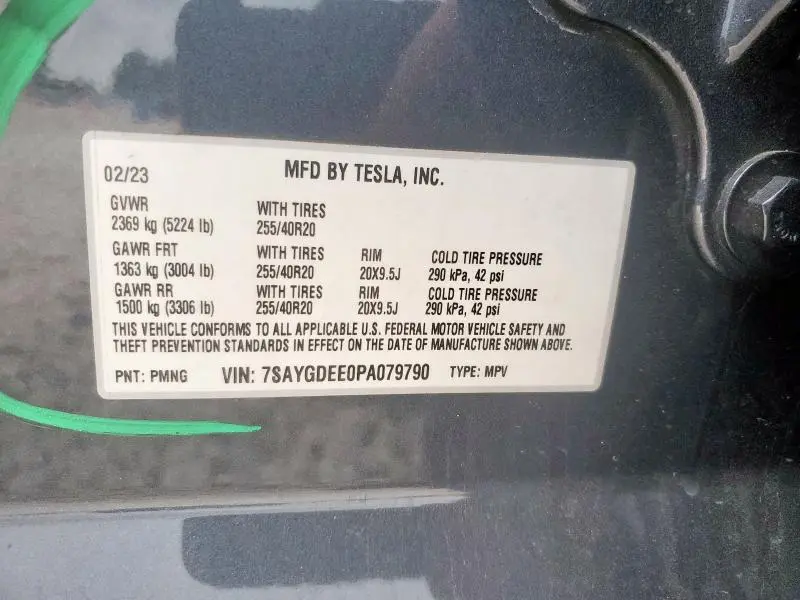 02/23 MFD BY TESLA, INC.
GVWR
2369 kg (5224 lb) WITH TIRES 255/40R20
GAWR FRT WITH TIRES RIM COLD TIRE PRESSURE
1363 kg (3004 lb) 255/40R20 20X9.5J 290 kPa, 42 psi
GAWR RR WITH TIRES RIM COLD TIRE PRESSURE
1500 kg (3306 lb) 255/40R20 20X9.5J 290 kPa, 42 psi
THIS VEHICLE CONFORMS TO ALL APPLICABLE U.S. FEDERAL MOTOR VEHICLE SAFETY AND
THEFT PREVENTION STANDARDS IN EFFECT ON THE DATE OF MANUFACTURE SHOWN ABOVE.
PNT: PMNG VIN: 7SAYGDEE0PA079790 TYPE: MPV